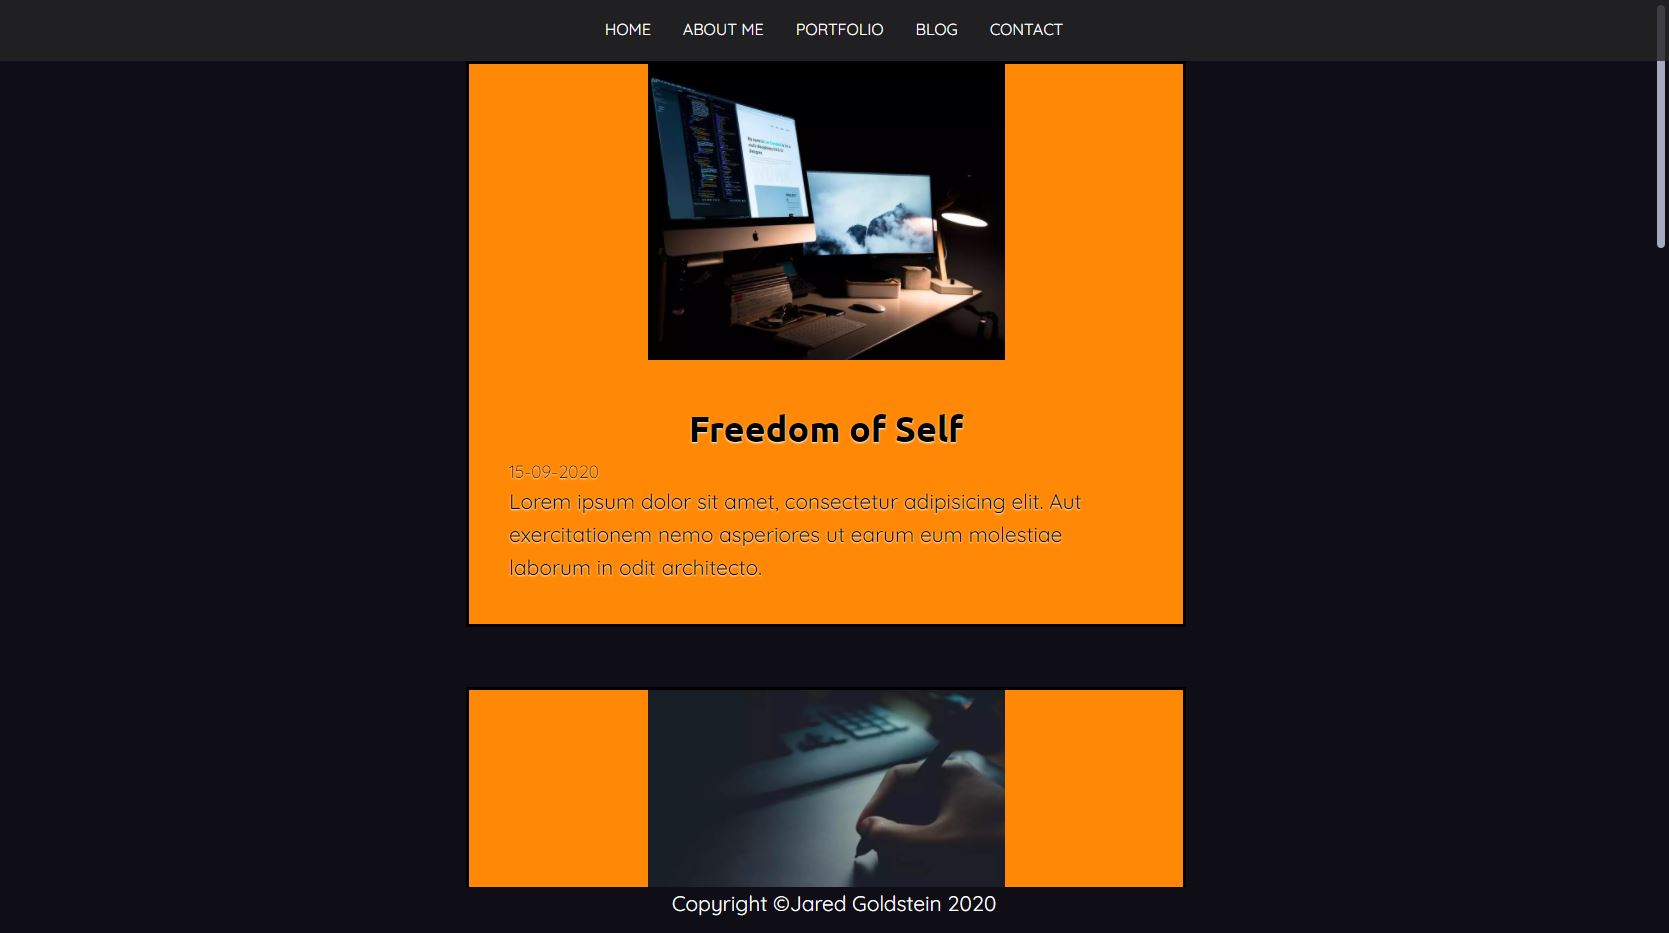 HOME ABOUT ME PORTFOLIO BLOG CONTACT
Freedom of Self
15-09-2020
Lorem ipsum dolor sit amet, consectetur adipisicing elit. Aut
exercitationem nemo asperiores ut earum eum molestiae
laborum in odit architecto.
Copyright ©Jared Goldstein 2020